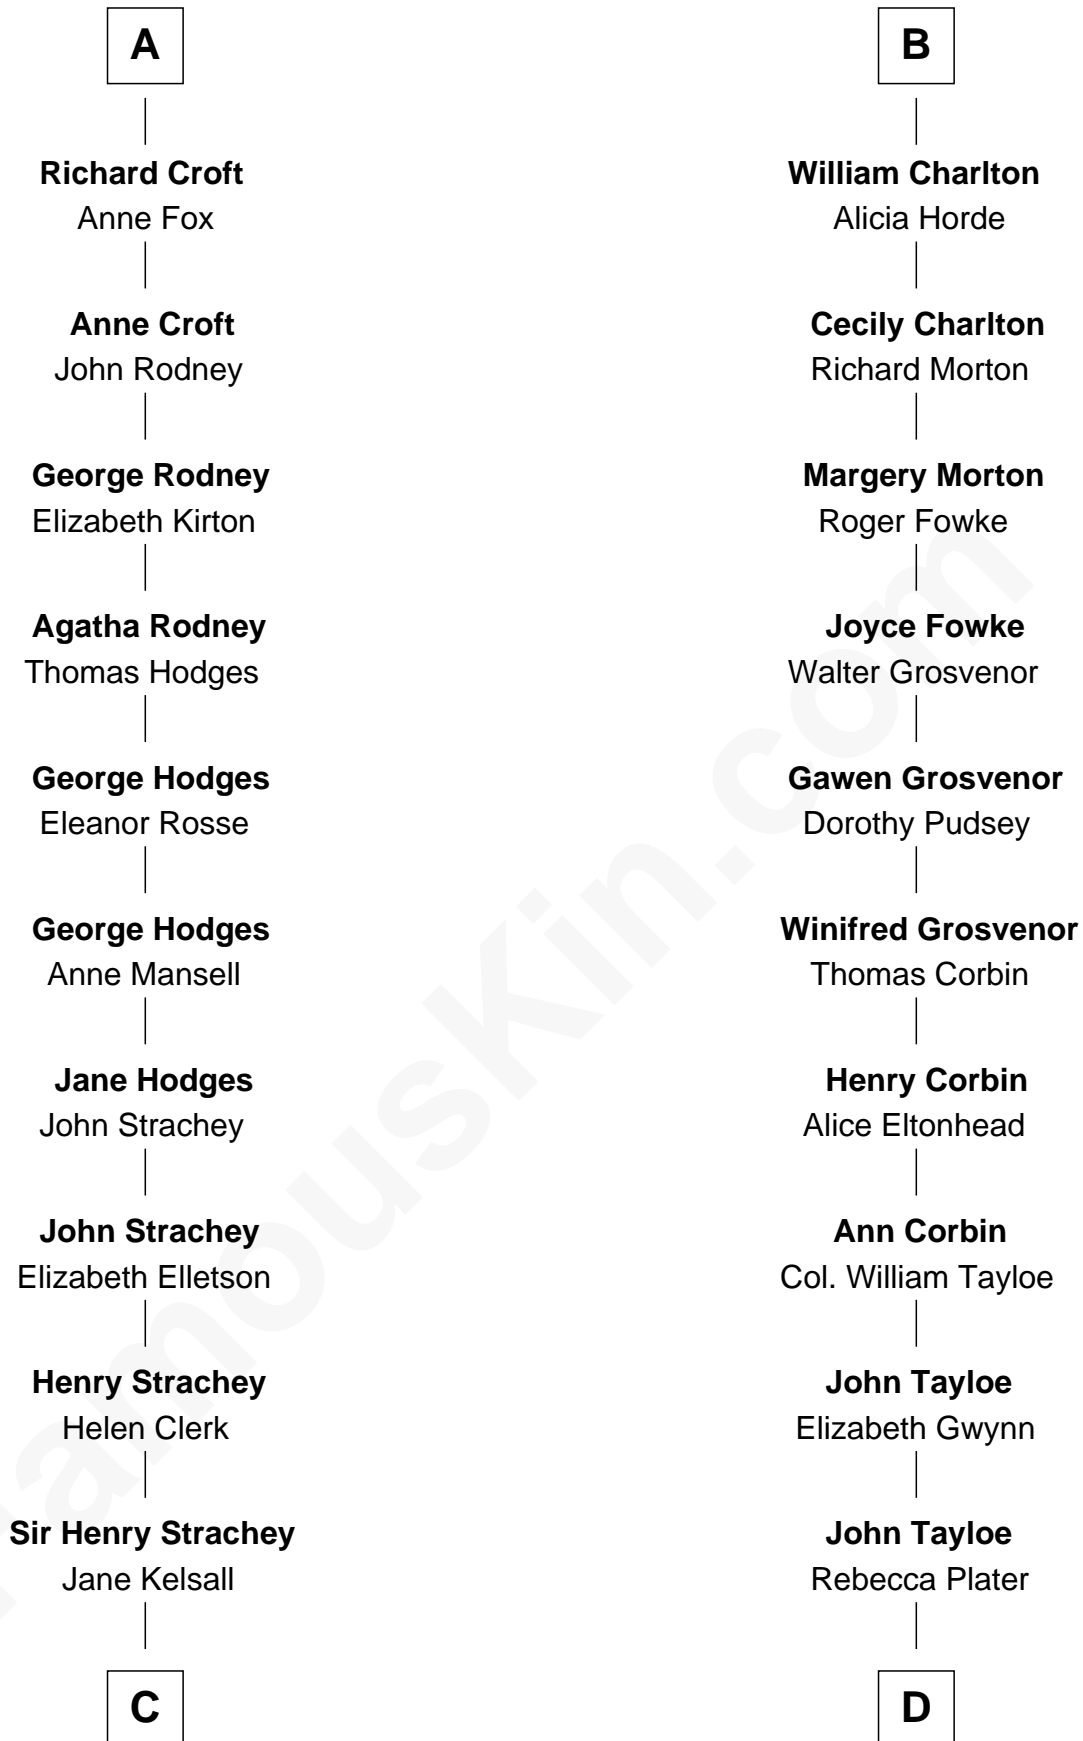 A
Richard Croft
Anne Fox
Anne Croft
John Rodney
George Rodney
Elizabeth Kirton
Agatha Rodney
Thomas Hodges
George Hodges
Eleanor Rosse
George Hodges
Anne Mansell
Jane Hodges
John Strachey
John Strachey
Elizabeth Elletson
Henry Strachey
Helen Clerk
Sir Henry Strachey
Jane Kelsall
C
B
William Charlton
Alicia Horde
Cecily Charlton
Richard Morton
Margery Morton
Roger Fowke
Joyce Fowke
Walter Grosvenor
Gawen Grosvenor
Dorothy Pudsey
Winifred Grosvenor
Thomas Corbin
Henry Corbin
Alice Eltonhead
Ann Corbin
Col. William Tayloe
John Tayloe
Elizabeth Gwynn
John Tayloe
Rebecca Plater
D
FamousKin.com